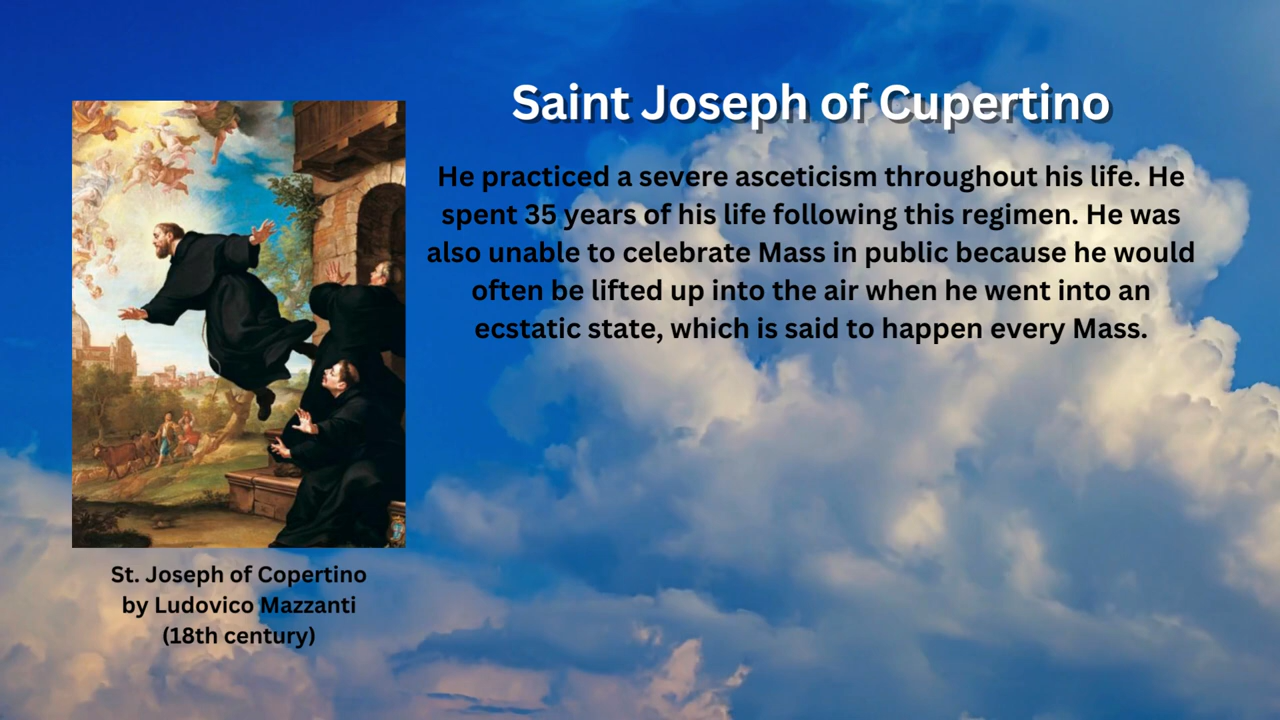 Saint Joseph of Cupertino
He practiced a severe asceticism throughout his life. He
spent 35 years of his life following this regimen. He was
also unable to celebrate Mass in public because he would
often be lifted up into the air when he went into an
ecstatic state, which is said to happen every Mass.
St. Joseph of Copertino
by Ludovico Mazzanti
(18th century)